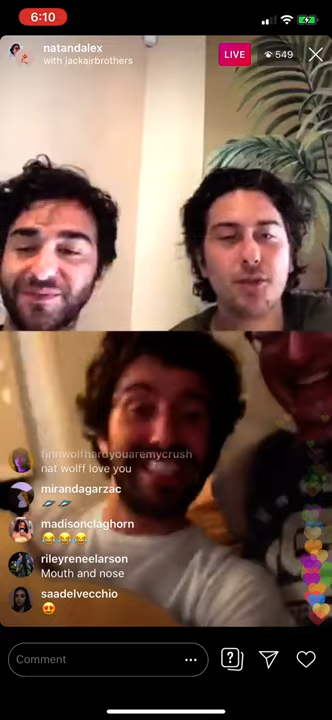 6:10
natandalex
with jackairbrothers
LIVE
549
finnwolfhardyouaremycrush
nat wolff love you
mirandagarzac
madisonclaghorn
rileyreneelarson
Mouth and nose
saadelvecchio
Comment